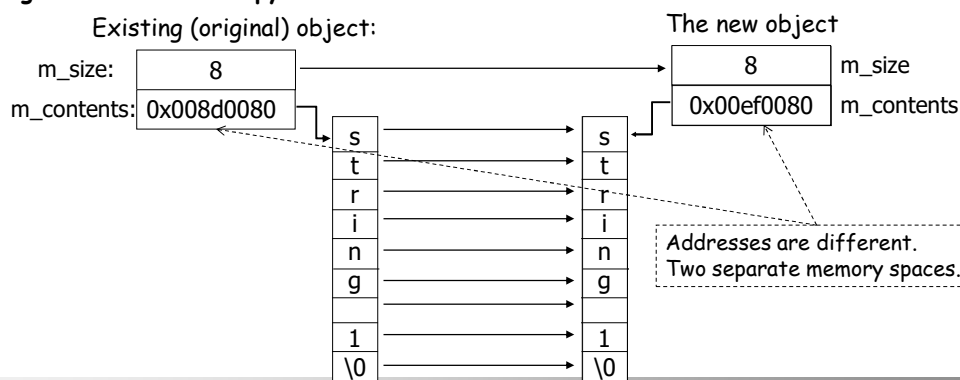 Existing (original) object:
The new object
m_size:
8
8
m_size
m_contents:
0x008d0080
0x00ef0080
m_contents
s
s
t
t
r
r
i
i
n
n
g
g
1
1
\0
\0
Addresses are different.
Two separate memory spaces.